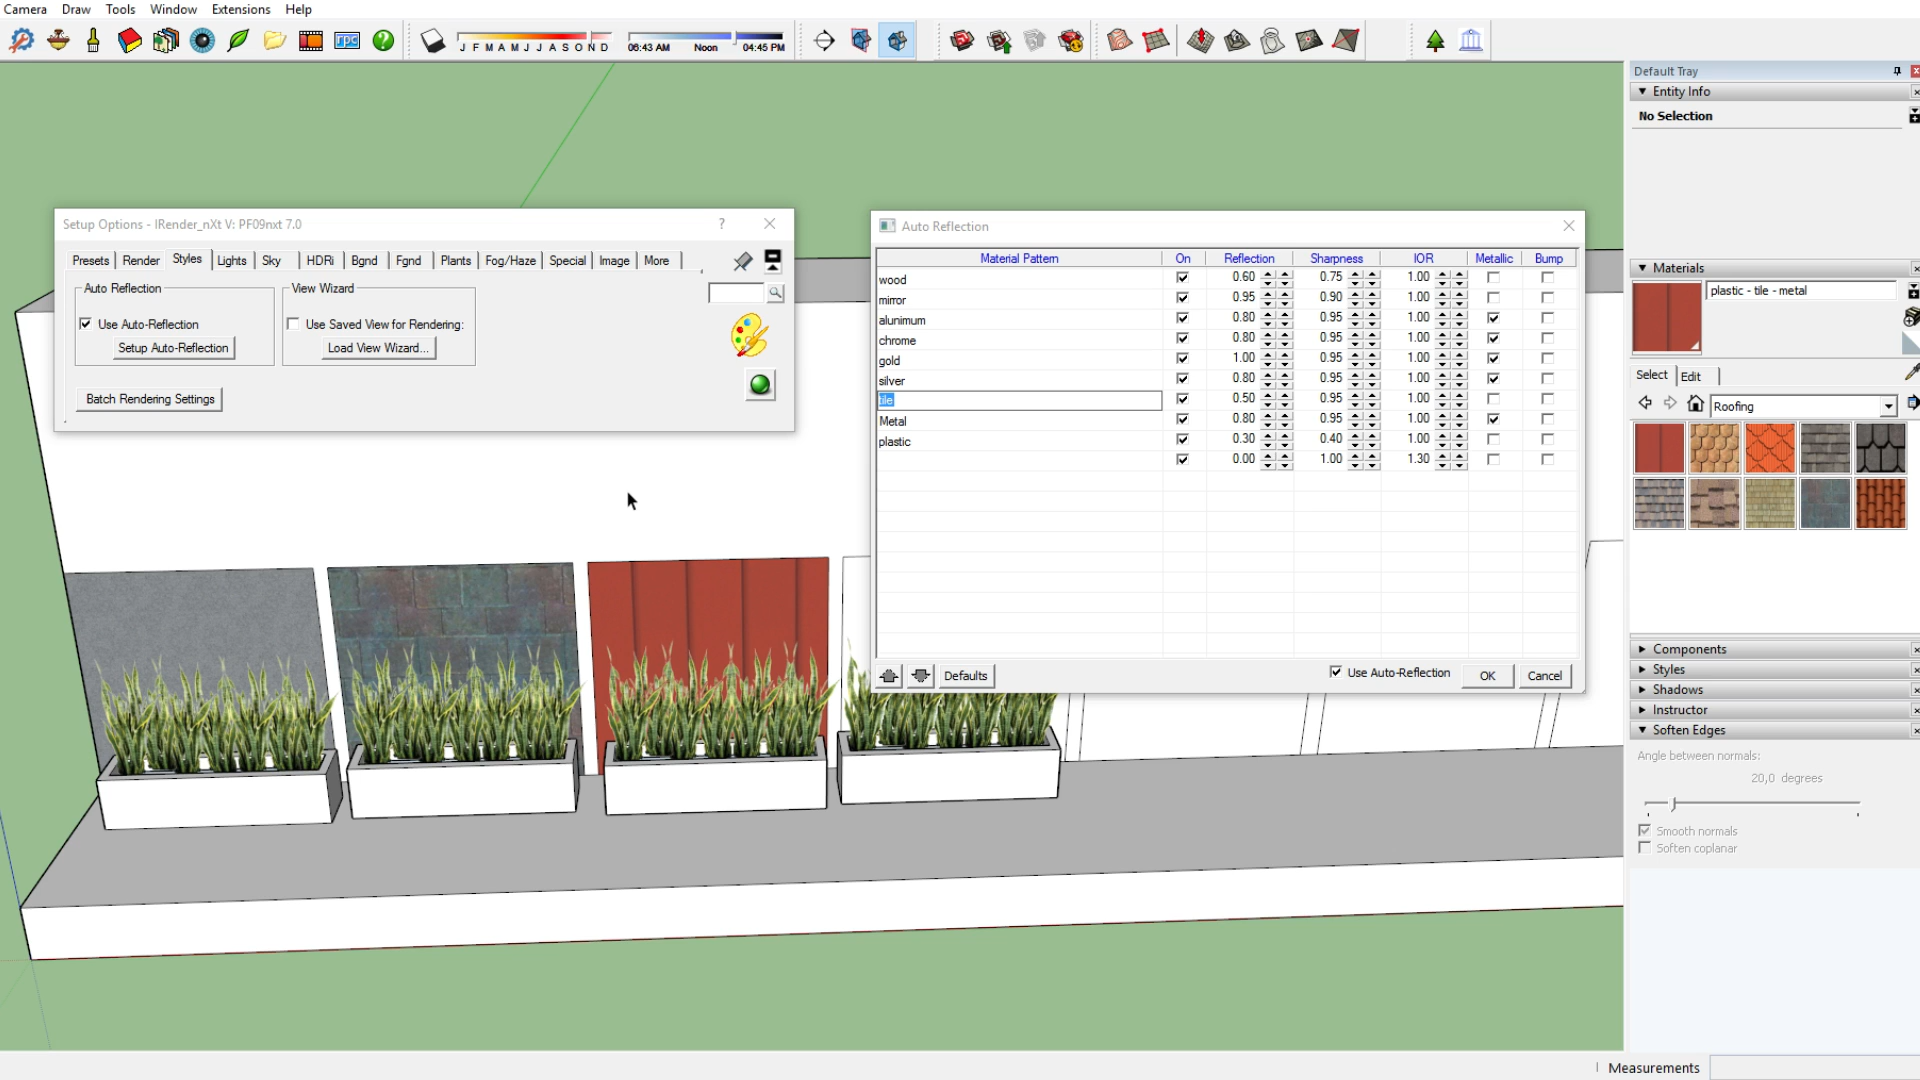 Camera Draw Tools Window Extensions Help
rpc
J F M A M J J A S O N D
06:43 AM Noon 04:45 PM
Default Tray
Entity Info
No Selection
Setup Options - IRender_nXt V: PF09nxt 7.0
?
Presets Render Styles Lights Sky HDRi Bgnd Fgnd Plants Fog/Haze Special Image More
Auto Reflection
Use Auto-Reflection
Setup Auto-Reflection
View Wizard
Use Saved View for Rendering:
Load View Wizard...
Batch Rendering Settings
Auto Reflection
Material Pattern On Reflection Sharpness IOR Metallic Bump
wood 0.60 0.75 1.00
mirror 0.95 0.90 1.00
alunimum 0.80 0.95 1.00
chrome 0.80 0.95 1.00
gold 1.00 0.95 1.00
silver 0.80 0.95 1.00
tile 0.50 0.95 1.00
Metal 0.80 0.95 1.00
plastic 0.30 0.40 1.00
0.00 1.00 1.30
Defaults
Use Auto-Reflection
OK
Cancel
Materials
plastic - tile - metal
Select Edit
Roofing
Components
Styles
Shadows
Instructor
Soften Edges
Angle between normals:
20,0 degrees
Smooth normals
Soften coplanar
Measurements